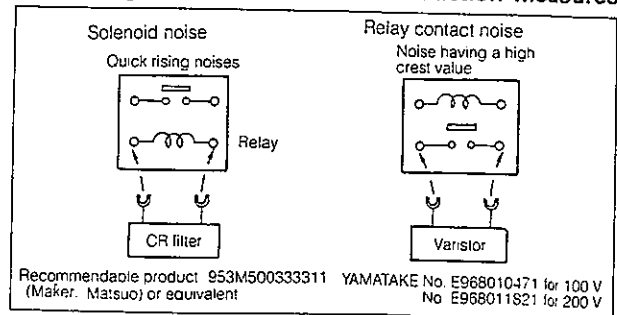 Solenoid noise
Quick rising noises
Relay
CR filter
Recommendable product 953M500333311
(Maker. Matsuo) or equivalent
Relay contact noise
Noise having a high
crest value
Varistor
YAMATAKE No. E968010471 for 100 V
No E968011821 for 200 V